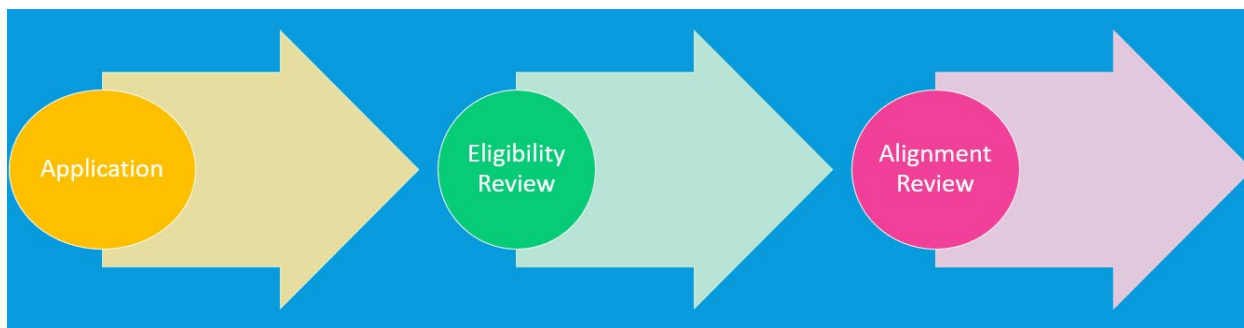 Application
Eligibility
Review
Alignment
Review